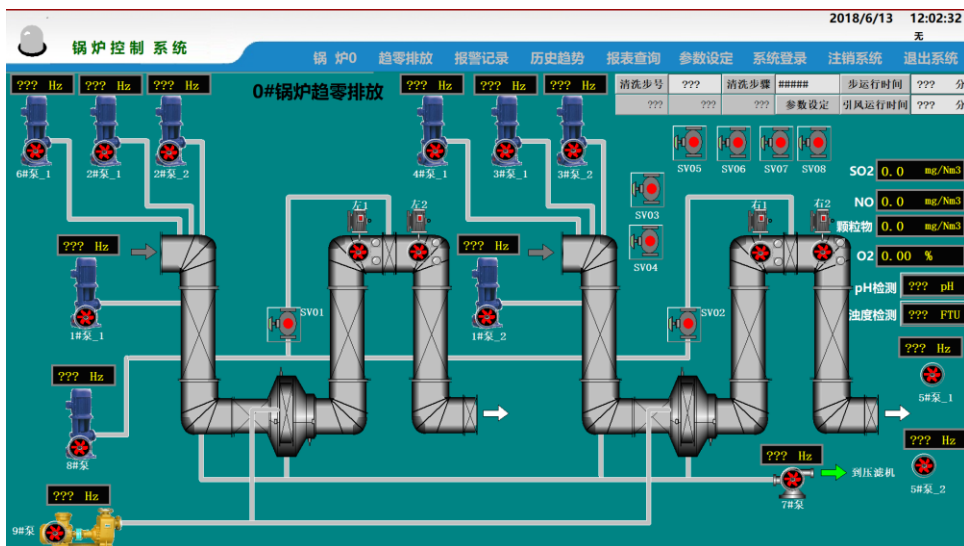 2018/6/13 12:02:32
无
锅炉控制 系统
锅 炉0 趋零排放 报警记录 历史趋势 报表查询 参数设定 系统登录 注销系统 退出系统
??? Hz ??? Hz ??? Hz 0#锅炉趋零排放 ??? Hz ??? Hz ??? Hz
清洗步号 ??? 清洗步骤 ##### 步运行时间 ??? 分
??? ??? ??? 参数设定 引风运行时间 ??? 分
6#泵_1 2#泵_1 2#泵_2 4#泵_1 3#泵_1 3#泵_2
SV05 SV06 SV07 SV08
SO2 0.0 mg/Nm3
左1 左2 SV03 右1 右2
NO 0.0 mg/Nm3
颗粒物 0.0 mg/Nm3
??? Hz ??? Hz
SV04
O2 0.00 %
pH检测 ??? pH
SV01 SV02
浊度检测 ??? FTU
1#泵_1 1#泵_2
??? Hz
??? Hz
5#泵_1
8#泵
??? Hz
??? Hz
到压滤机
5#泵_2
??? Hz
7#泵
9#泵